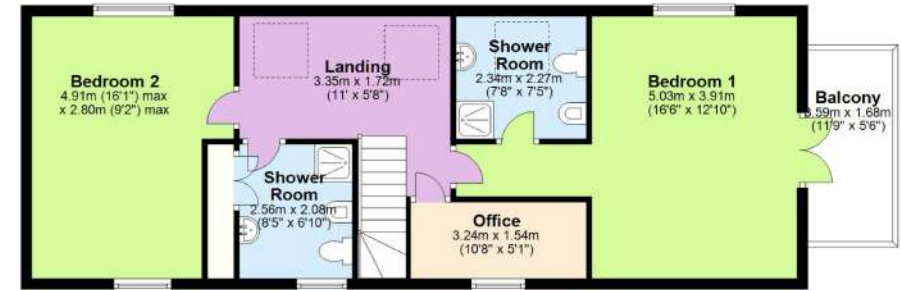 Bedroom 2
4.91m (16'1") max
x 2.80m (9'2") max
Landing
3.35m x 1.72m
(11' x 5'8")
Shower
Room
2.34m x 2.27m
(7'8" x 7'5")
Bedroom 1
5.03m x 3.91m
(16'6" x 12'10")
Balcony
3.59m x 1.68m
(11'9" x 5'6")
Shower
Room
2.56m x 2.08m
(8'5" x 6'10")
Office
3.24m x 1.54m
(10'8" x 5'1")